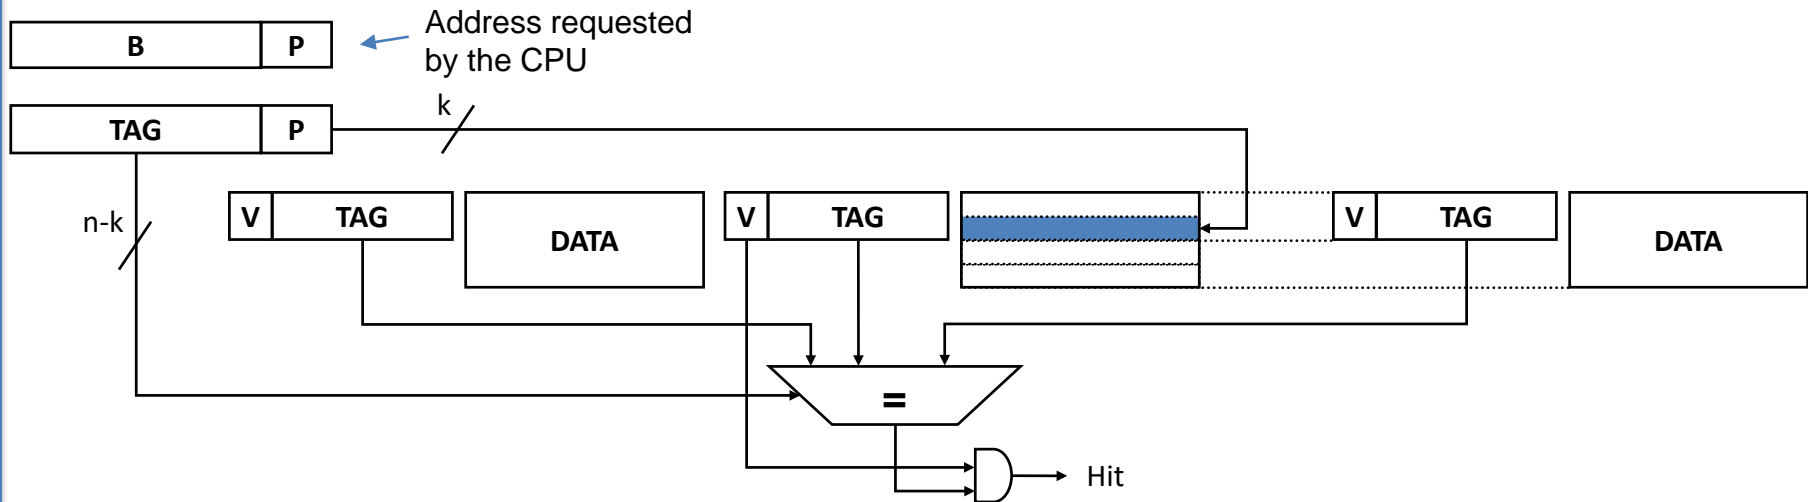 B P
Address requested
by the CPU
k
TAG P
n-k
V TAG
DATA
V TAG
V TAG
DATA
=
Hit